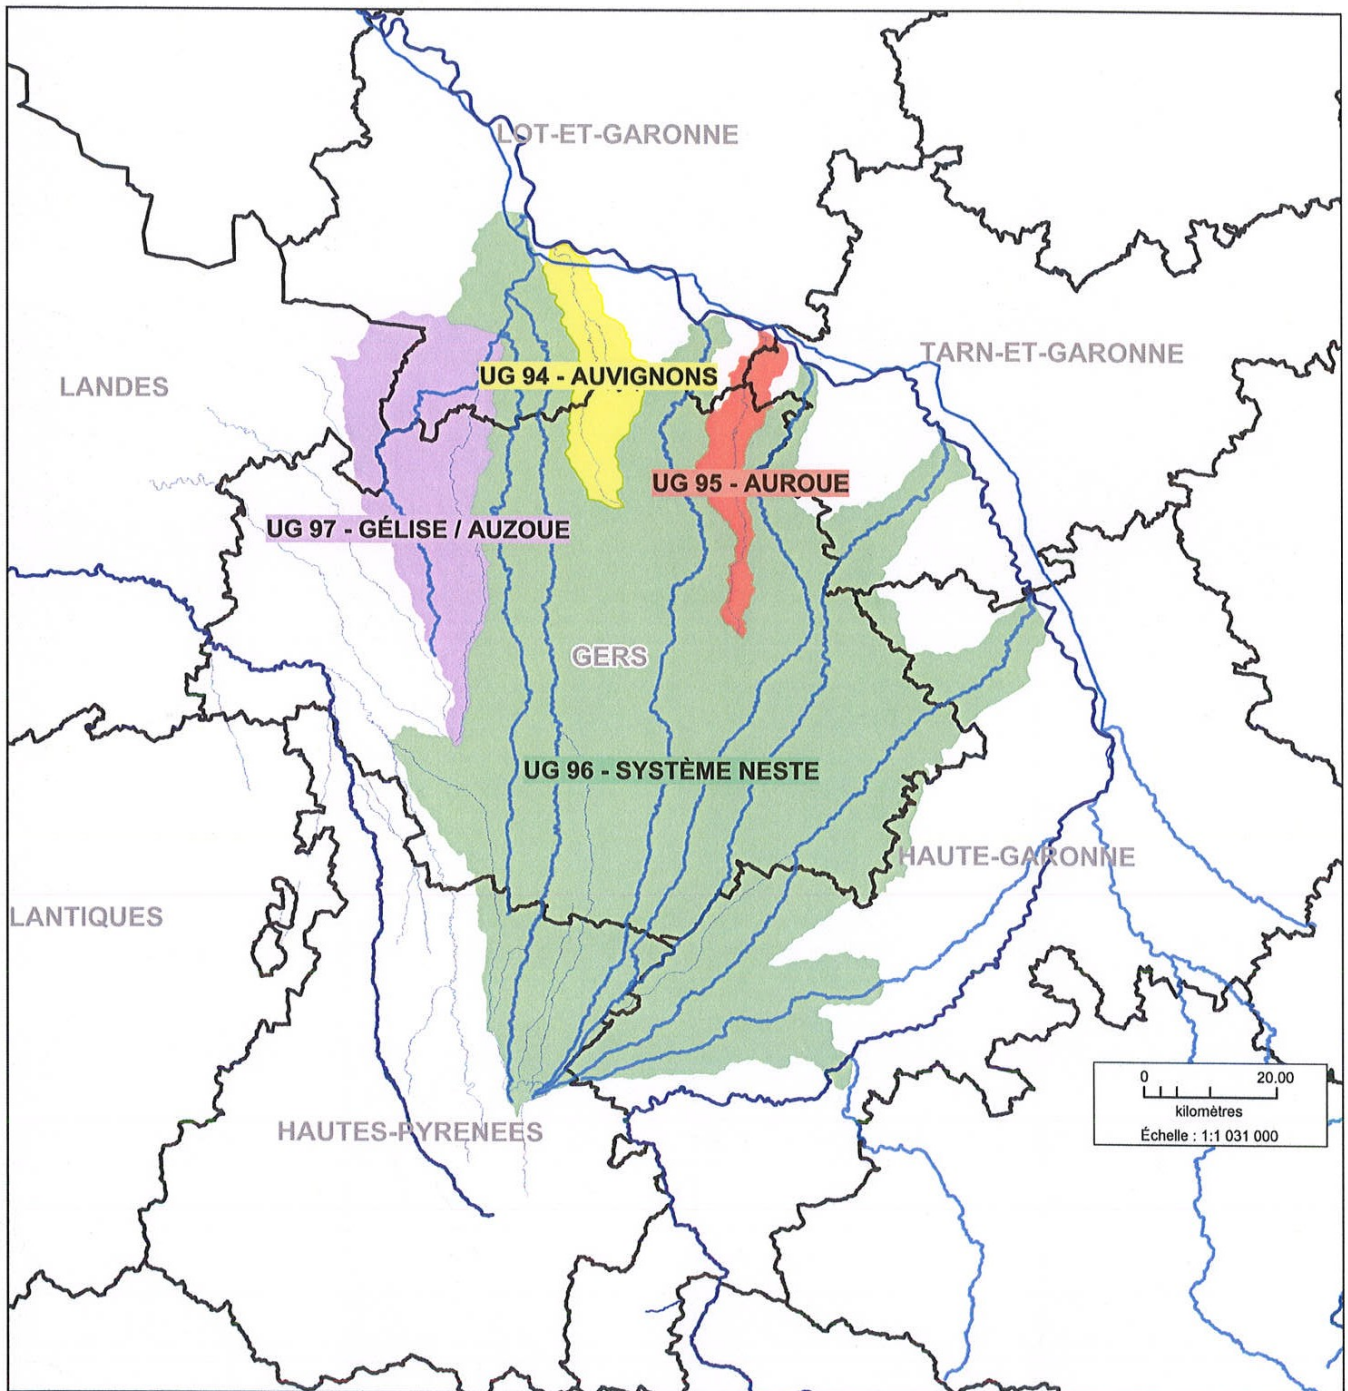 LOT-ET-GARONNE
TARN-ET-GARONNE
LANDES
UG 94 - AUVIGNONS
UG 95 - AUROUE
UG 97 - GÉLISE / AUZOUE
GERS
UG 96 - SYSTÈME NESTE
HAUTE-GARONNE
LANTIQUES
HAUTES-PYRENEES
0 20.00
kilomètres
Échelle : 1:1 031 000